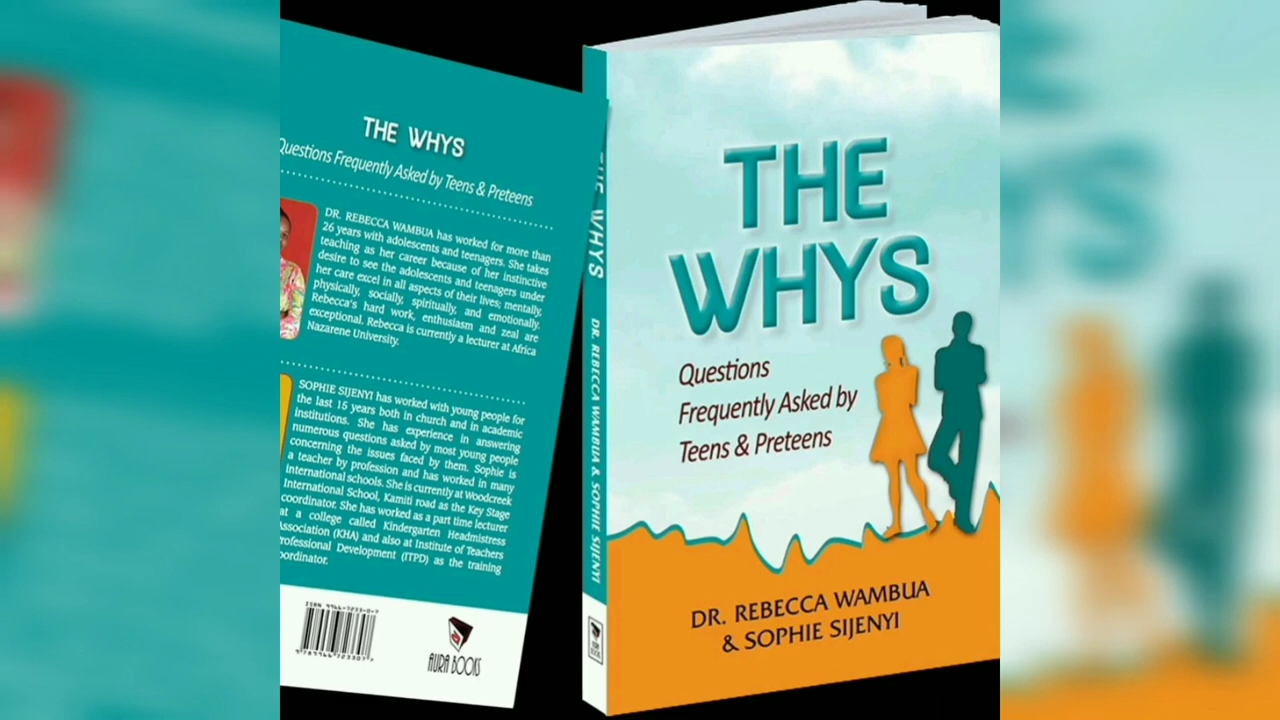 THE WHYS
Questions Frequently Asked by Teens & Preteens
DR. REBECCA WAMBUA has worked for more than
26 years with adolescents and teenagers. She takes
teaching as her career because of her instinctive
desire to see the adolescents and teenagers under
her care excel in all aspects of their lives; mentally,
physically, socially, spiritually, and emotionally.
Rebecca's hard work, enthusiasm and zeal are
exceptional. Rebecca is currently a lecturer at Africa
Nazarene University.
SOPHIE SIJENYI has worked with young people for
the last 15 years both in church and in academic
institutions. She has experience in answering
numerous questions asked by most young people
concerning the issues faced by them. Sophie is
a teacher by profession and has worked in many
international schools. She is currently at Woodcreek
International School, Kamiti road as the Key Stage
coordinator. She has worked as a part time lecturer
at a college called Kindergarten Headmistress
Association (KHA) and also at Institute of Teachers
rofessional Development (ITPD) as the training
oordinator.
ISBN 9966-7233-0-7
AURA BOOKS
THE WHYS
DR. REBECCA WAMBUA & SOPHIE SIJENYI
AURA BOOKS
THE
WHYS
Questions
Frequently Asked by
Teens & Preteens
DR. REBECCA WAMBUA
& SOPHIE SIJENYI